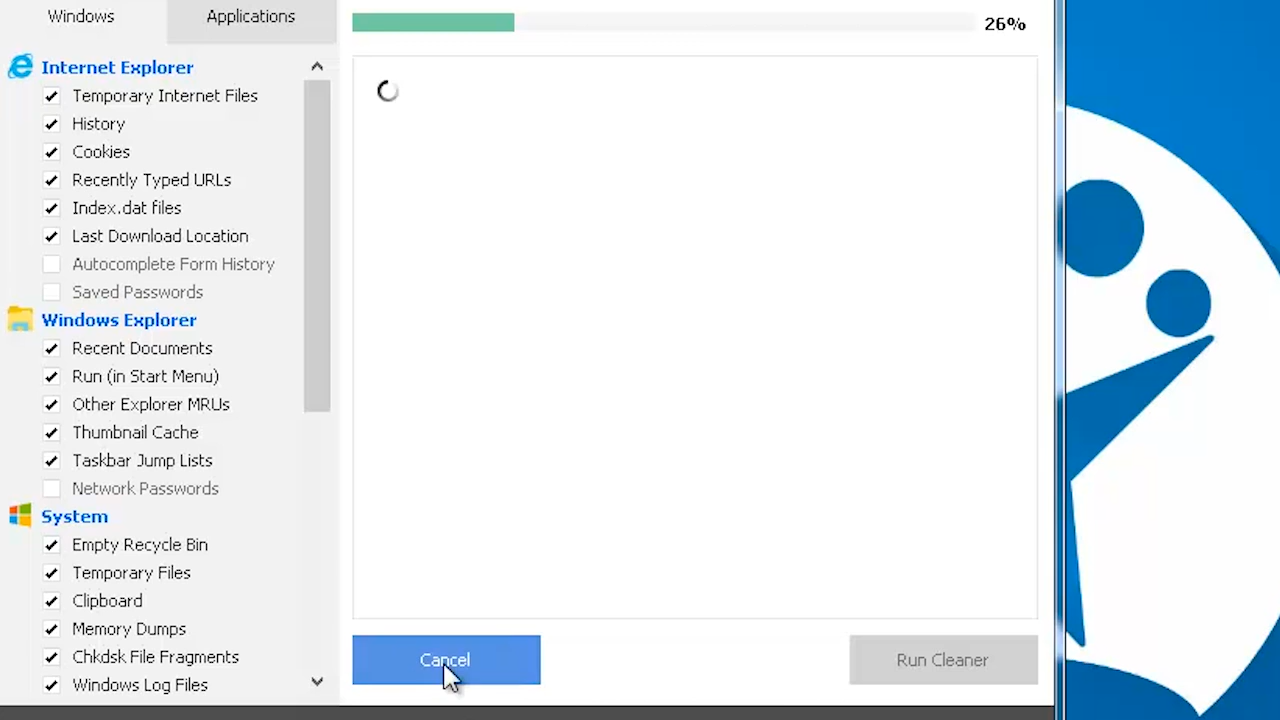 Windows
Applications
26%
Internet Explorer
Temporary Internet Files
History
Cookies
Recently Typed URLs
Index.dat files
Last Download Location
Autocomplete Form History
Saved Passwords
Windows Explorer
Recent Documents
Run (in Start Menu)
Other Explorer MRUs
Thumbnail Cache
Taskbar Jump Lists
Network Passwords
System
Empty Recycle Bin
Temporary Files
Clipboard
Memory Dumps
Chkdsk File Fragments
Windows Log Files
Cancel
Run Cleaner